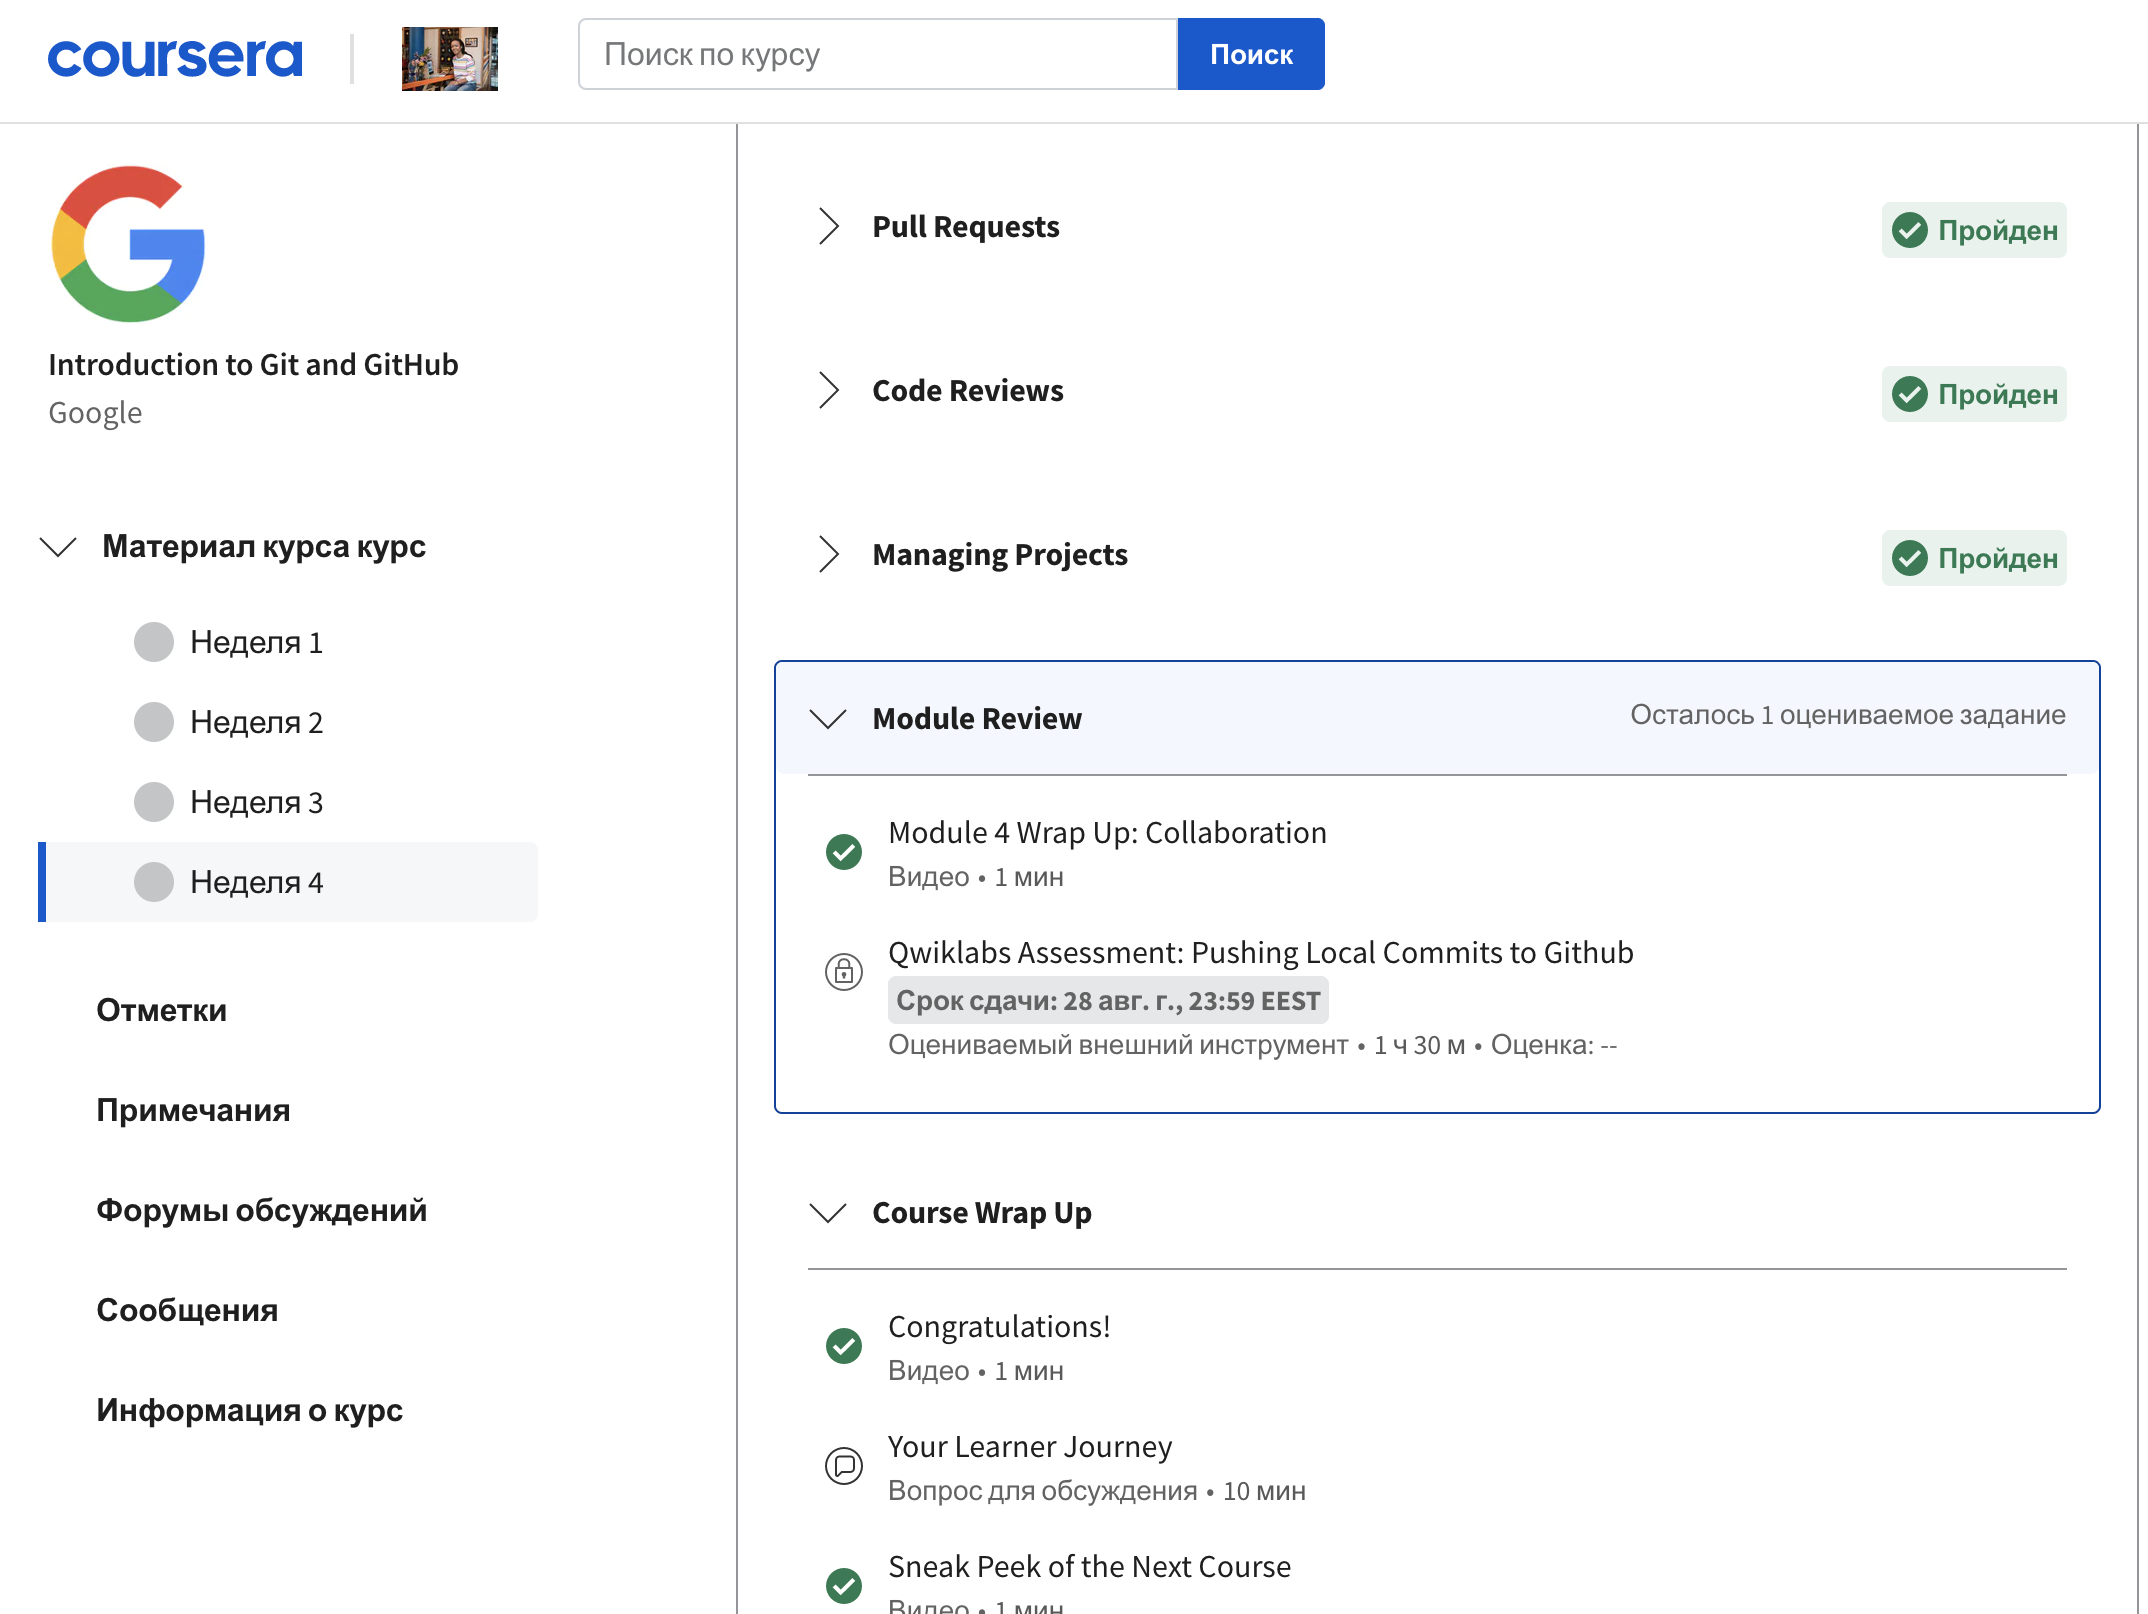 coursera
Поиск по курсу
Поиск
Introduction to Git and GitHub
Google
Материал курса курс
Неделя 1
Неделя 2
Неделя 3
Неделя 4
Отметки
Примечания
Форумы обсуждений
Сообщения
Информация о курс
Pull Requests
Пройден
Code Reviews
Пройден
Managing Projects
Пройден
Module Review
Осталось 1 оцениваемое задание
Module 4 Wrap Up: Collaboration
Видео • 1 мин
Qwiklabs Assessment: Pushing Local Commits to Github
Срок сдачи: 28 авг. г., 23:59 EEST
Оцениваемый внешний инструмент • 1 ч 30 м • Оценка: --
Course Wrap Up
Congratulations!
Видео • 1 мин
Your Learner Journey
Вопрос для обсуждения • 10 мин
Sneak Peek of the Next Course
Видео • 1 мин